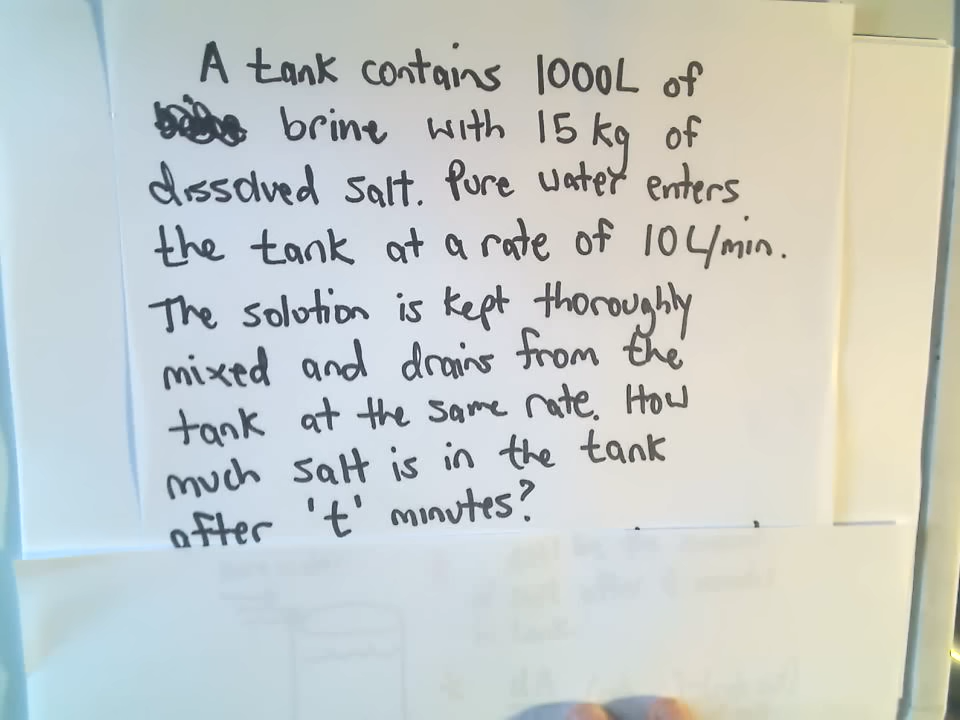 A tank contains 1000L of
brine with 15 kg of
dissolved salt. Pure water enters
the tank at a rate of 10 L/min.
The solution is kept thoroughly
mixed and drains from the
tank at the same rate. How
much salt is in the tank
after 't' minutes?